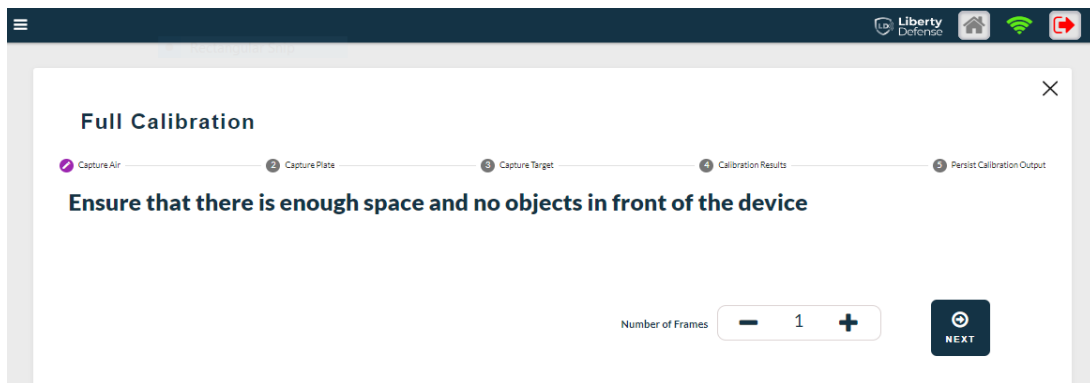 Liberty
Defense
Full Calibration
Capture Air
2 Capture Plate
3 Capture Target
4 Calibration Results
5 Persist Calibration Output
Ensure that there is enough space and no objects in front of the device
Number of Frames
1
NEXT